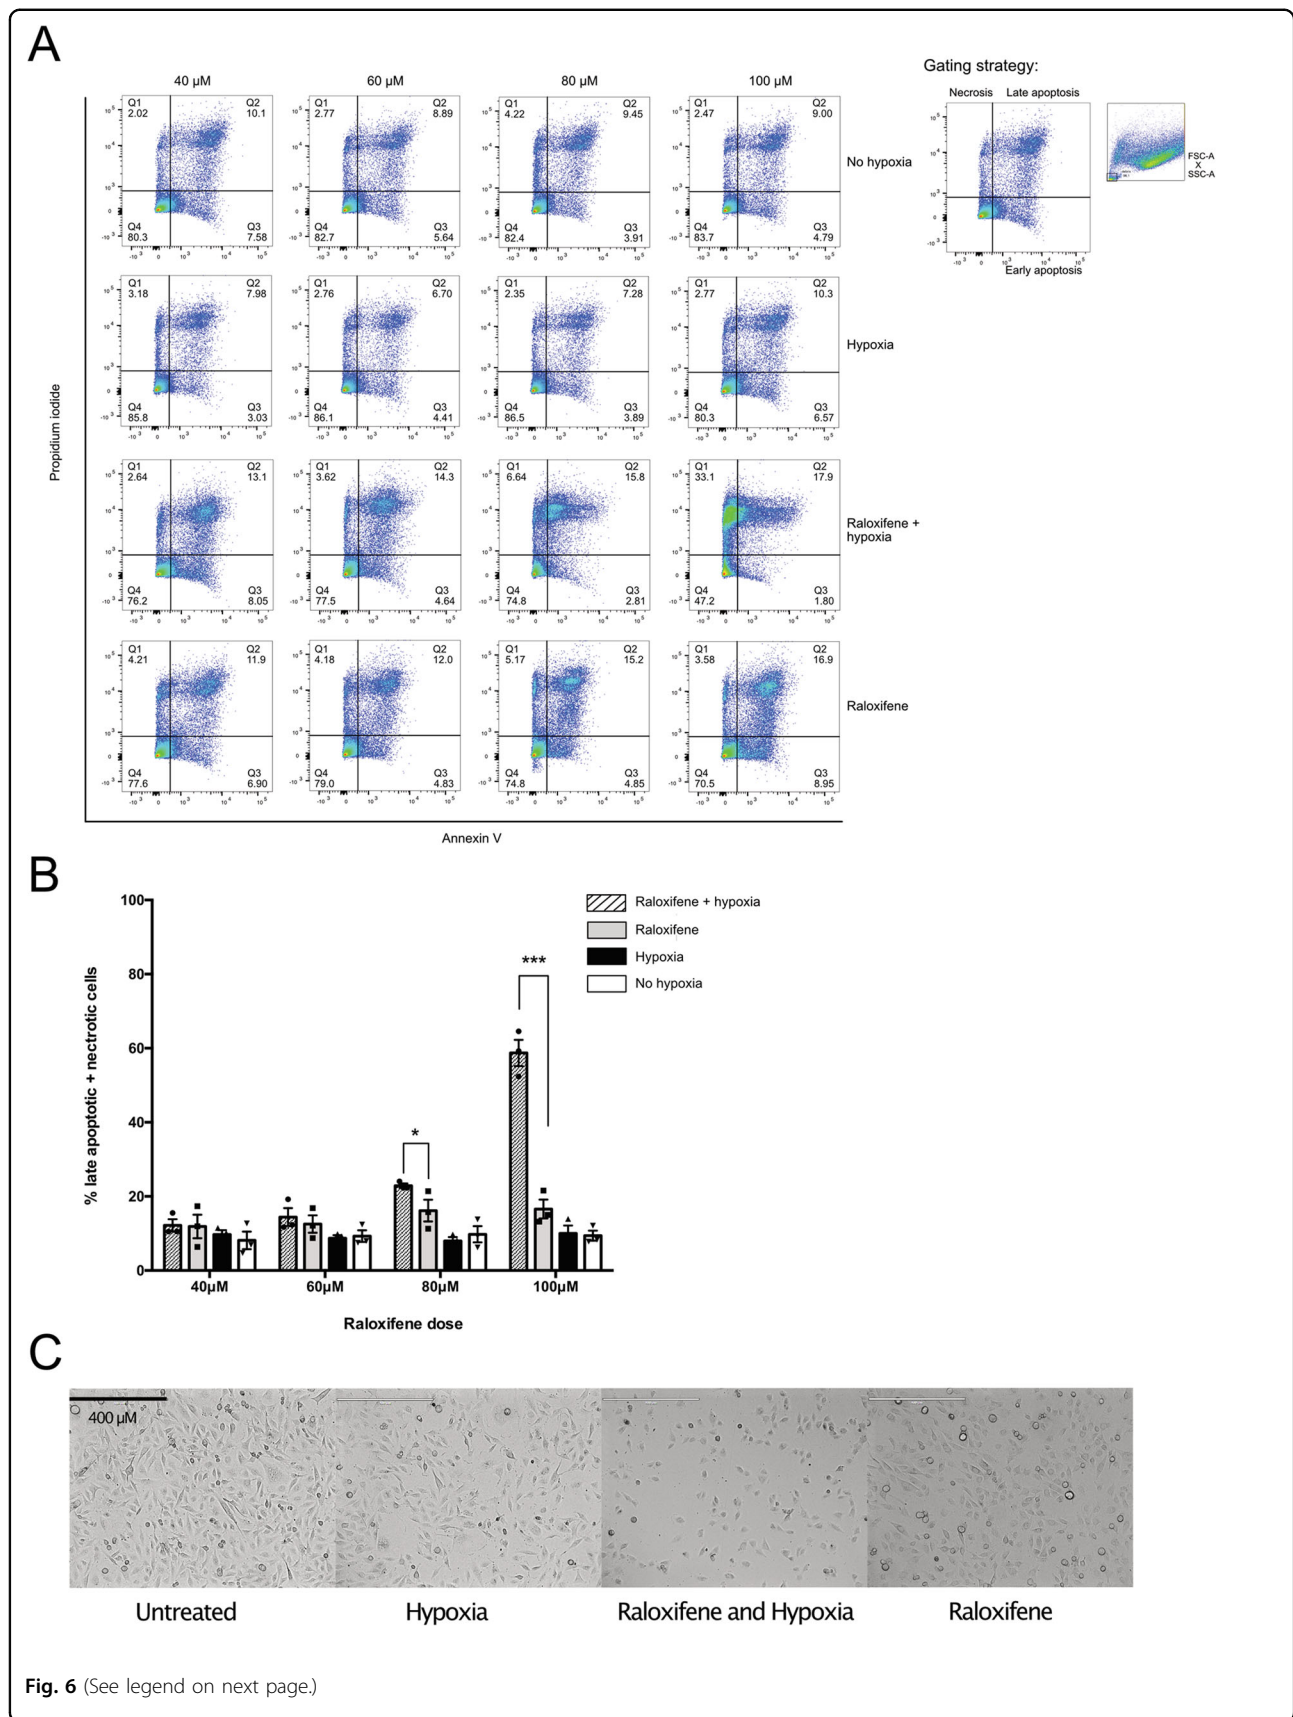 A
40 µM 60 µM 80 µM 100 µM
Gating strategy:
Necrosis Late apoptosis
FSC-A
X
SSC-A
Early apoptosis
Q1 Q2 Q1 Q2 Q1 Q2 Q1 Q2
2.02 10.1 2.77 8.89 4.22 9.45 2.47 9.00
No hypoxia
Q4 Q3 Q4 Q3 Q4 Q3 Q4 Q3
80.3 7.58 82.7 5.64 82.4 3.91 83.7 4.79
Q1 Q2 Q1 Q2 Q1 Q2 Q1 Q2
3.18 7.98 2.76 6.70 2.35 7.28 2.77 10.3
Hypoxia
Q4 Q3 Q4 Q3 Q4 Q3 Q4 Q3
85.8 3.03 86.1 4.41 86.5 3.89 80.3 6.57
Propidium iodide
Q1 Q2 Q1 Q2 Q1 Q2 Q1 Q2
2.64 13.1 3.62 14.3 6.64 15.8 33.1 17.9
Raloxifene +
hypoxia
Q4 Q3 Q4 Q3 Q4 Q3 Q4 Q3
76.2 8.05 77.5 4.64 74.8 2.81 47.2 1.80
Q1 Q2 Q1 Q2 Q1 Q2 Q1 Q2
4.21 11.9 4.18 12.0 5.17 15.2 3.58 16.9
Raloxifene
Q4 Q3 Q4 Q3 Q4 Q3 Q4 Q3
77.6 6.90 79.0 4.83 74.8 4.85 70.5 8.95
Annexin V
B
% late apoptotic + nectrotic cells
100
80
60
40
20
0
Raloxifene + hypoxia
Raloxifene
Hypoxia
No hypoxia
***
*
40µM 60µM 80µM 100µM
Raloxifene dose
C
400 µM
Untreated Hypoxia Raloxifene and Hypoxia Raloxifene
Fig. 6 (See legend on next page.)